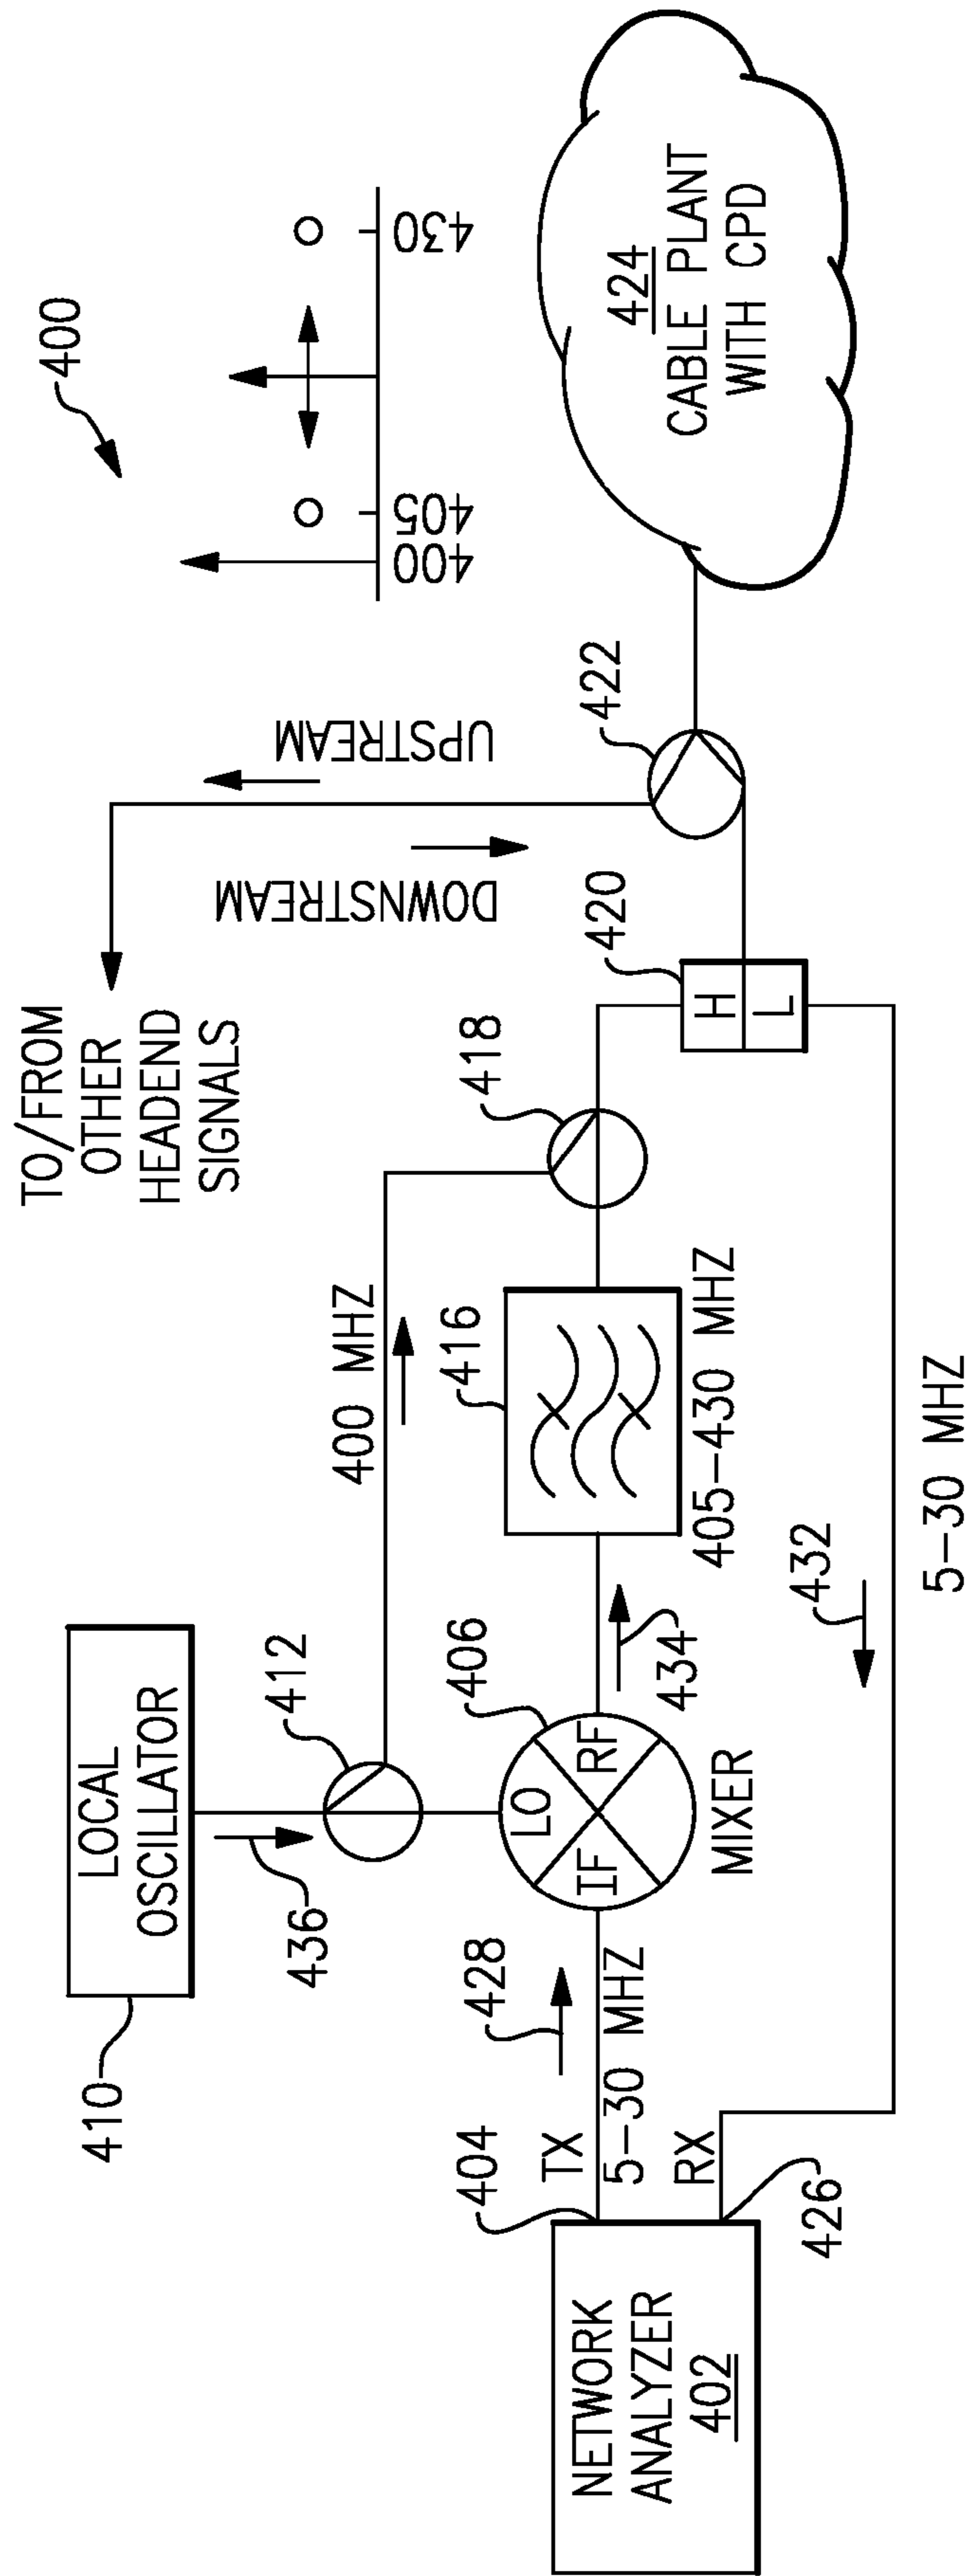 400
TO/FROM
OTHER
HEADEND
SIGNALS
DOWNSTREAM
UPSTREAM
400
405
430
LOCAL
OSCILLATOR
410
436
412
400 MHZ
418
420
422
424
CABLE PLANT
WITH CPD
428
LO
IF
RF
406
MIXER
434
416
405-430 MHZ
H
L
404
TX
5-30 MHZ
RX
426
NETWORK
ANALYZER
402
432
5-30 MHZ